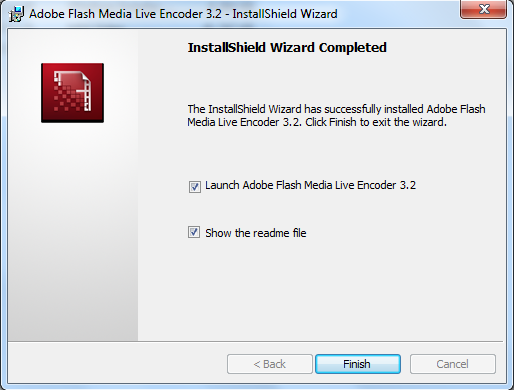 Adobe Flash Media Live Encoder 3.2 - InstallShield Wizard
InstallShield Wizard Completed
The InstallShield Wizard has successfully installed Adobe Flash
Media Live Encoder 3.2. Click Finish to exit the wizard.
Launch Adobe Flash Media Live Encoder 3.2
Show the readme file
< Back
Finish
Cancel